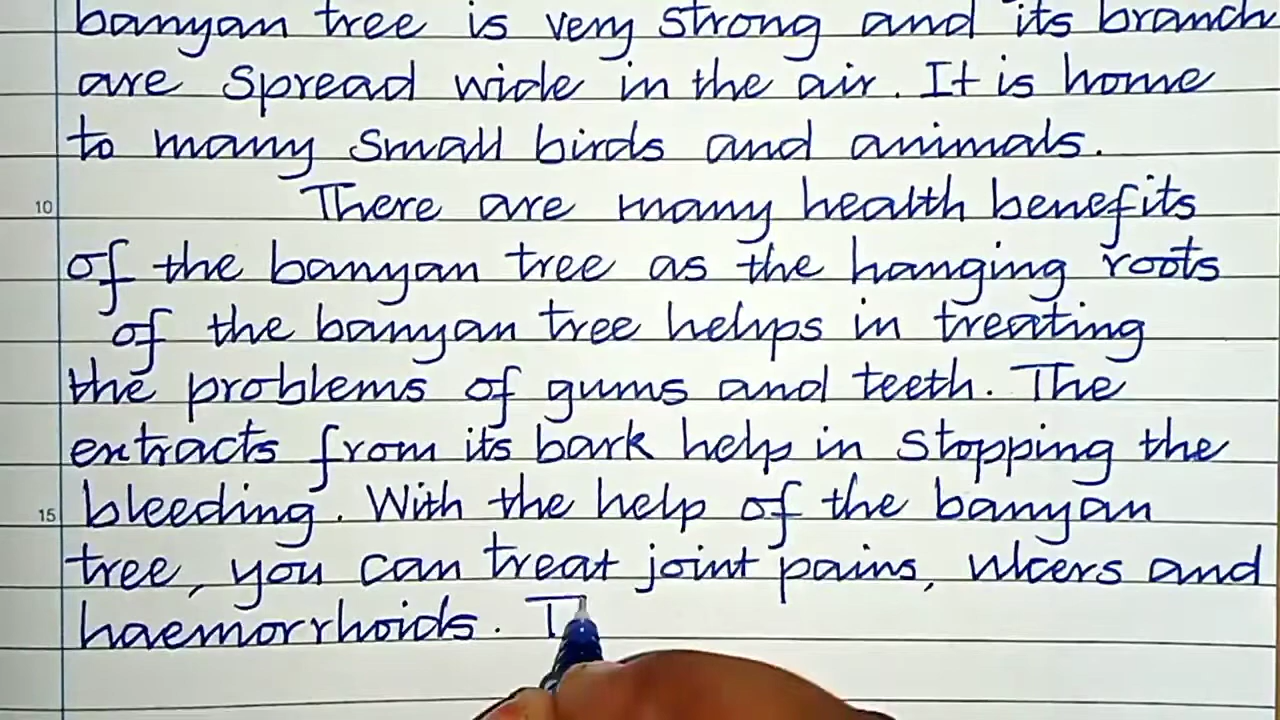 banyan tree is very strong and its branch
are spread wide in the air. It is home
to many small birds and animals.
There are many health benefits
10
of the banyan tree as the hanging roots
of the banyan tree helps in treating
the problems of gums and teeth. The
extracts from its bark help in stopping the
15
bleeding. With the help of the banyan
tree, you can treat joint pains, ulcers and
haemorrhoids. T